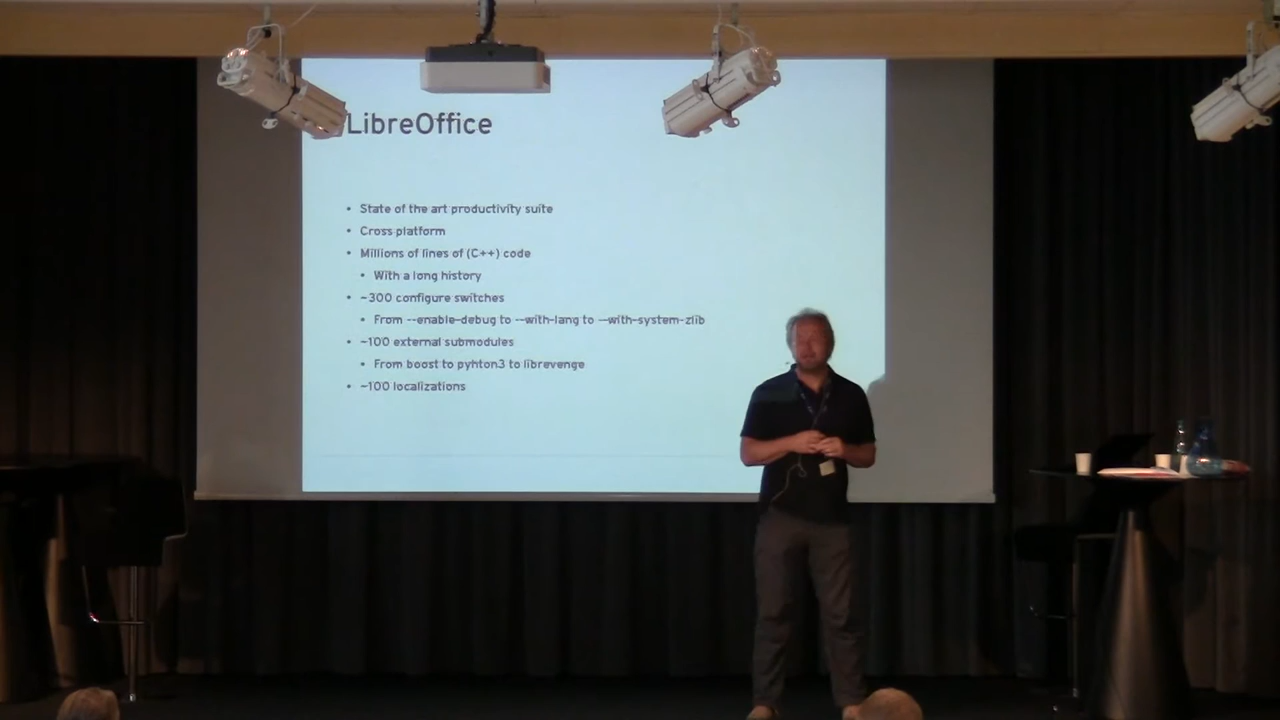 LibreOffice
• State of the art productivity suite
• Cross platform
• Millions of lines of (C++) code
• With a long history
• ~300 configure switches
• From --enable-debug to --with-lang to —with-system-zlib
• ~100 external submodules
• From boost to pyhton3 to librevenge
• ~100 localizations